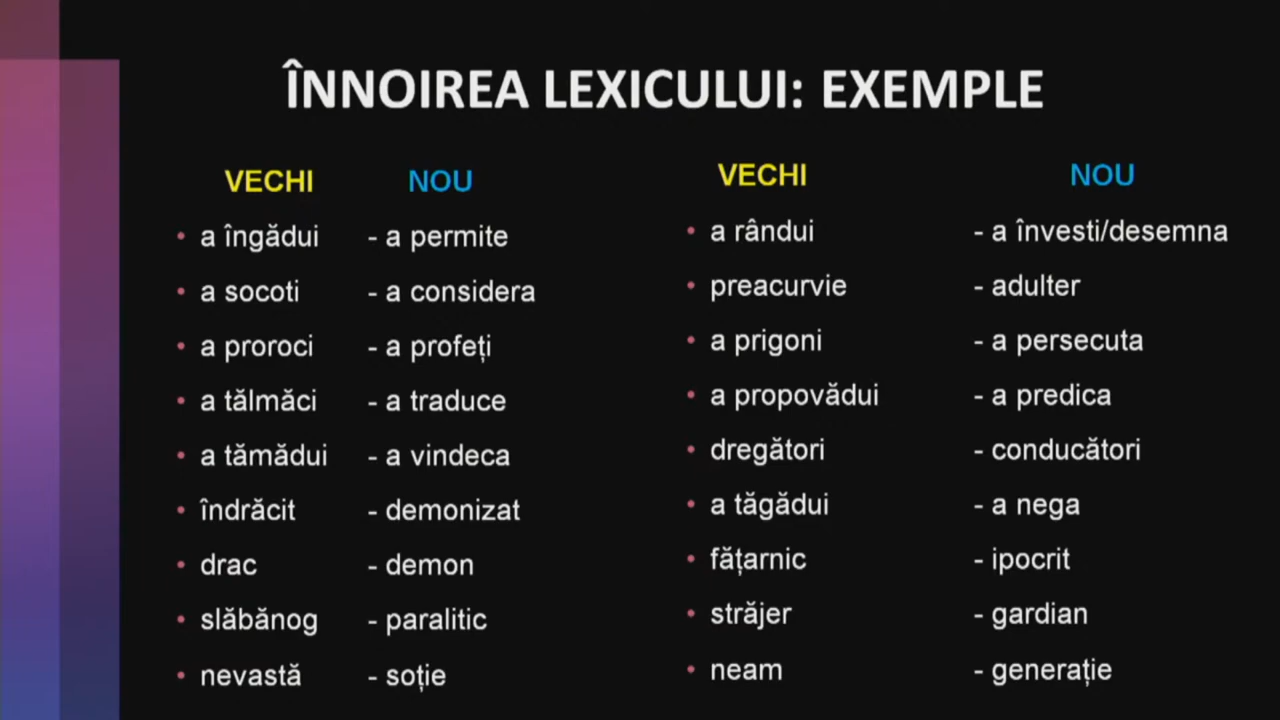 ÎNNOIREA LEXICULUI: EXEMPLE
VECHI NOU
• a îngădui - a permite
• a socoti - a considera
• a proroci - a profeți
• a tălmăci - a traduce
• a tămădui - a vindeca
• îndrăcit - demonizat
• drac - demon
• slăbănog - paralitic
• nevastă - soție
VECHI NOU
• a rândui - a învesti/desemna
• preacurvie - adulter
• a prigoni - a persecuta
• a propovădui - a predica
• dregători - conducători
• a tăgădui - a nega
• fățarnic - ipocrit
• străjer - gardian
• neam - generație